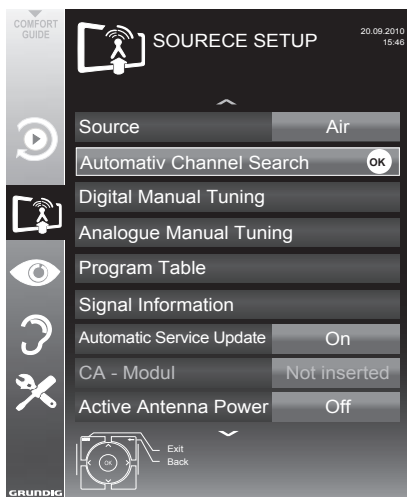 COMFORT
GUIDE
SOURECE SETUP
20.09.2010
15:46
Source Air
Automativ Channel Search OK
Digital Manual Tuning
Analogue Manual Tuning
Program Table
Signal Information
Automatic Service Update On
CA - Modul Not inserted
Active Antenna Power Off
Exit
OK Back
GRUNDIG